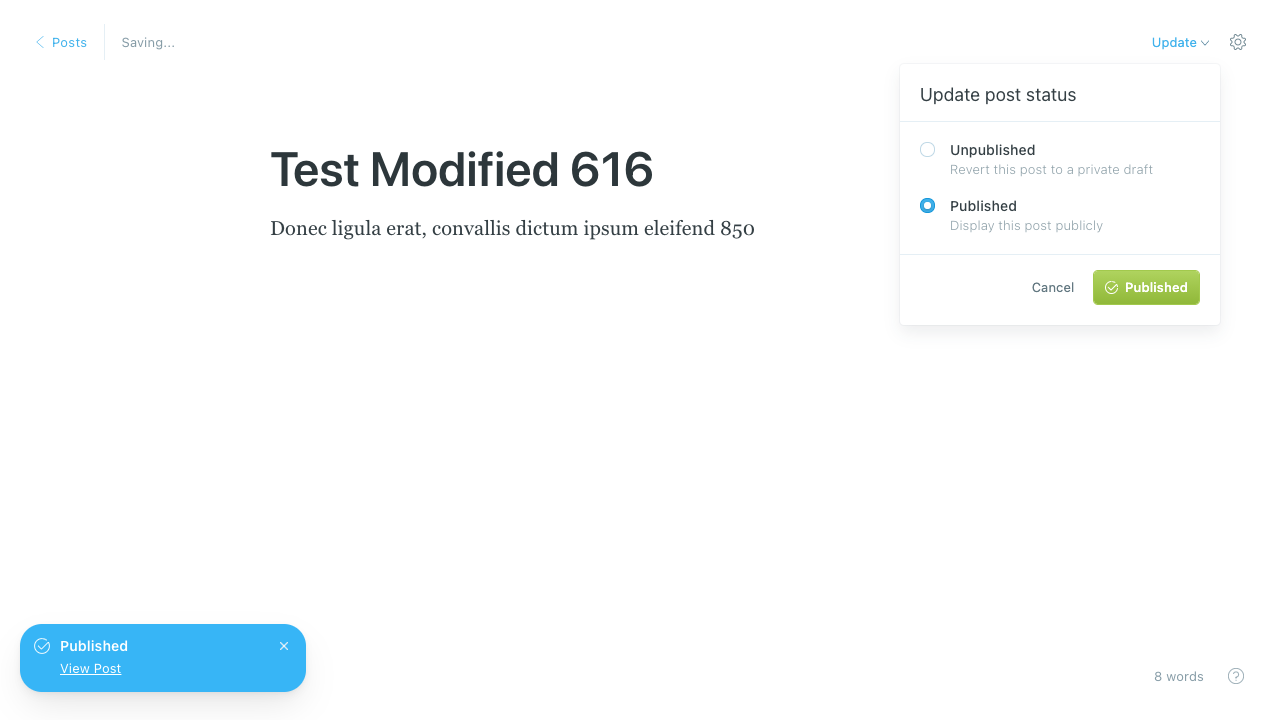 Posts
Saving...
Update
Update post status
Unpublished
Revert this post to a private draft
Published
Display this post publicly
Cancel
Published
Test Modified 616
Donec ligula erat, convallis dictum ipsum eleifend 850
Published
View Post
8 words